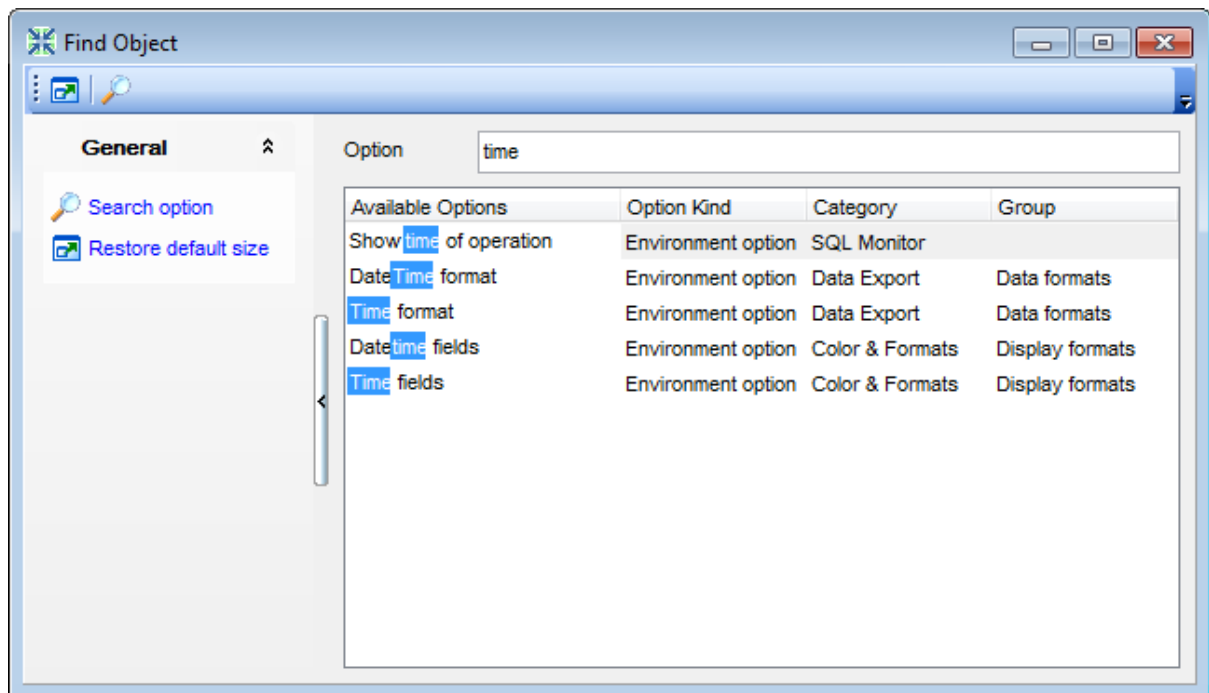 Find Object
General
Search option
Restore default size
Option time
Available Options Option Kind Category Group
Show time of operation Environment option SQL Monitor
DateTime format Environment option Data Export Data formats
Time format Environment option Data Export Data formats
Datetime fields Environment option Color & Formats Display formats
Time fields Environment option Color & Formats Display formats